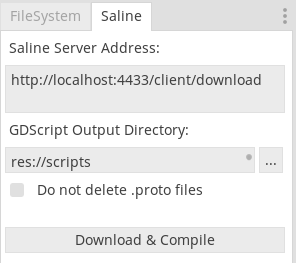 FileSystem Saline
Saline Server Address:
http://localhost:4433/client/download
GDScript Output Directory:
res://scripts ...
Do not delete .proto files
Download & Compile